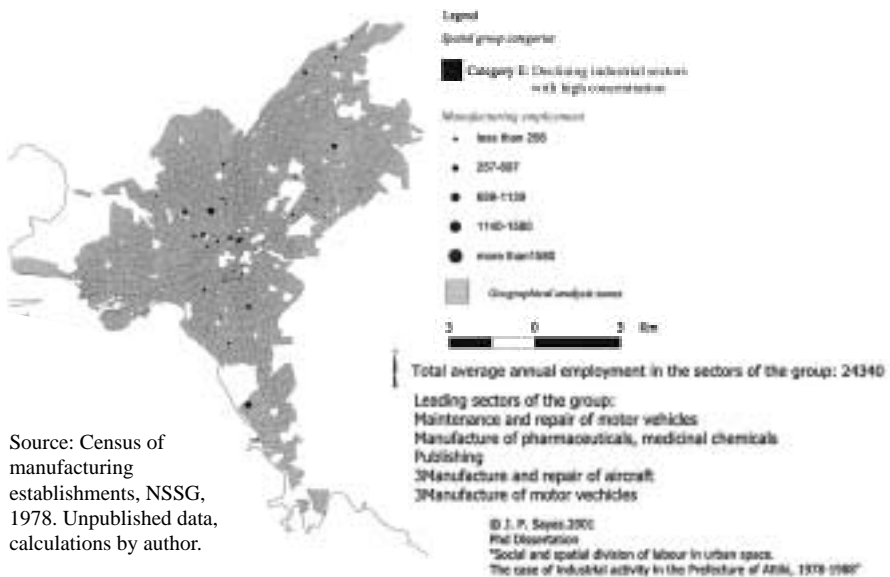 Legend
Spatial group categories
Category E: Declining industrial sectors
with high concentration
Manufacturing employment
less than 256
257-607
1140-1580
more than1580
Geographical analysis zones
3 0 3 Km
Total average annual employment in the sectors of the group: 24340
Leading sectors of the group:
Maintenance and repair of motor vehicles
Manufacture of pharmaceuticals, medicinal chemicals
Publishing
3Manufacture and repair of aircraft
3Manufacture of motor vechicles
Source: Census of
manufacturing
establishments, NSSG,
1978. Unpublished data,
calculations by author.
© J. P. Sayas.2001
Phd Dissertation
"Social and spatial division of labour in urban space.
The case of industrial activity in the Prefecture of Attiki, 1978-1988"